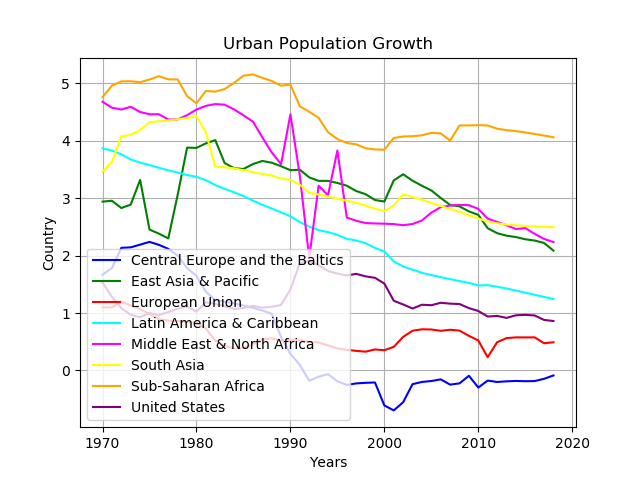 Urban Population Growth
5
4
3
2
1
0
Country
Central Europe and the Baltics
East Asia & Pacific
European Union
Latin America & Caribbean
Middle East & North Africa
South Asia
Sub-Saharan Africa
United States
1970 1980 1990 2000 2010 2020
Years